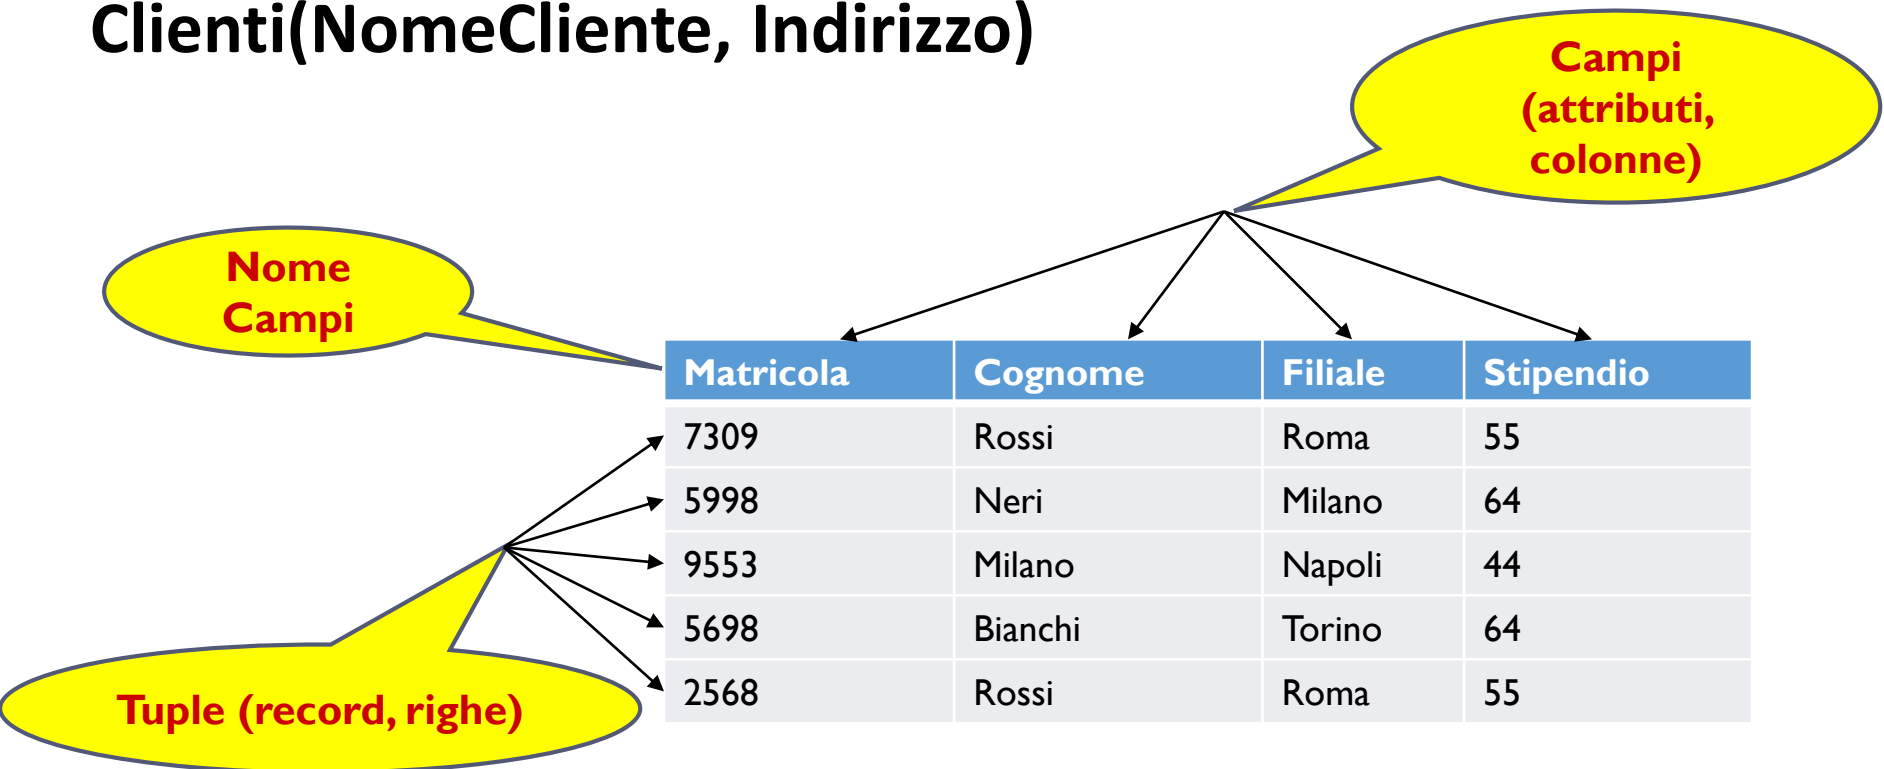 Clienti(NomeCliente, Indirizzo)
Campi
(attributi,
colonne)
Nome
Campi
Matricola Cognome Filiale Stipendio
7309 Rossi Roma 55
5998 Neri Milano 64
9553 Milano Napoli 44
5698 Bianchi Torino 64
2568 Rossi Roma 55
Tuple (record, righe)